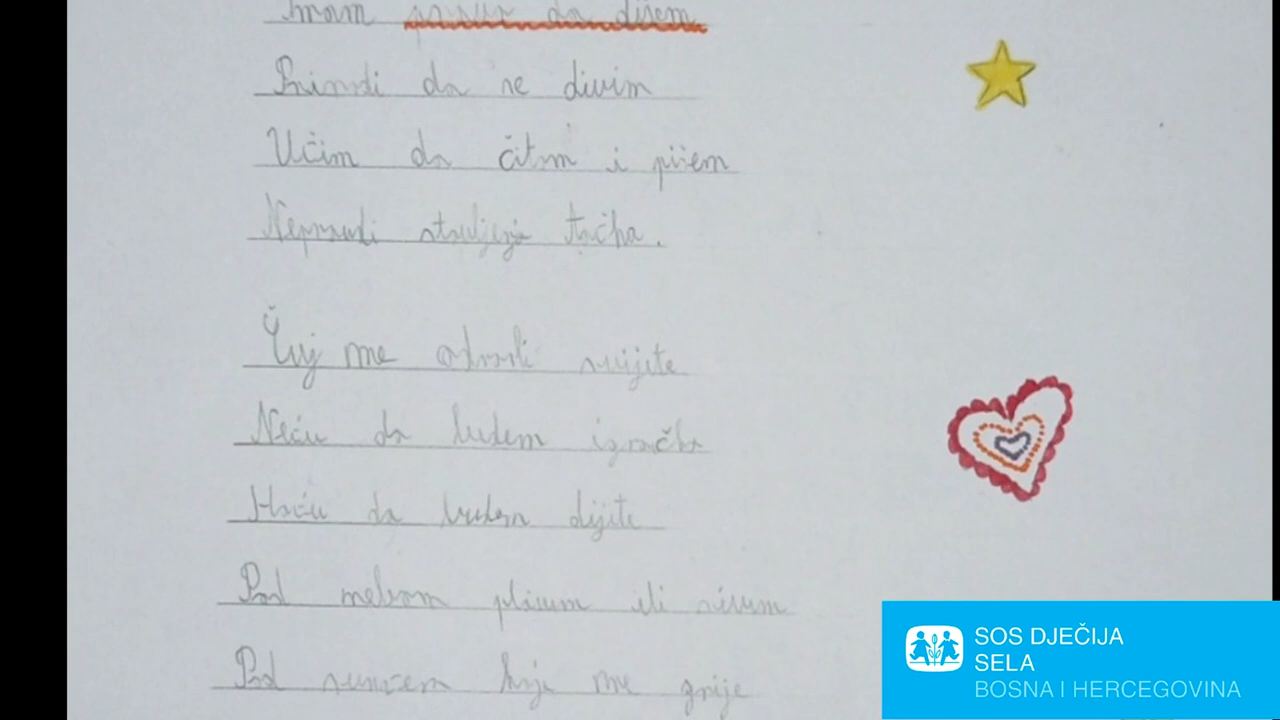 Imam pravo da dišem
Prirodi da se divim
Učim da čitam i pišem
Nepravdi stavljena tačka.
Čuj me odrasli svijete
Neću da budem igračka
Hoću da budem dijete
Pod nebom plavim ili sivim
Pod suncem koje me grije
SOS DJEČIJA
SELA
BOSNA I HERCEGOVINA